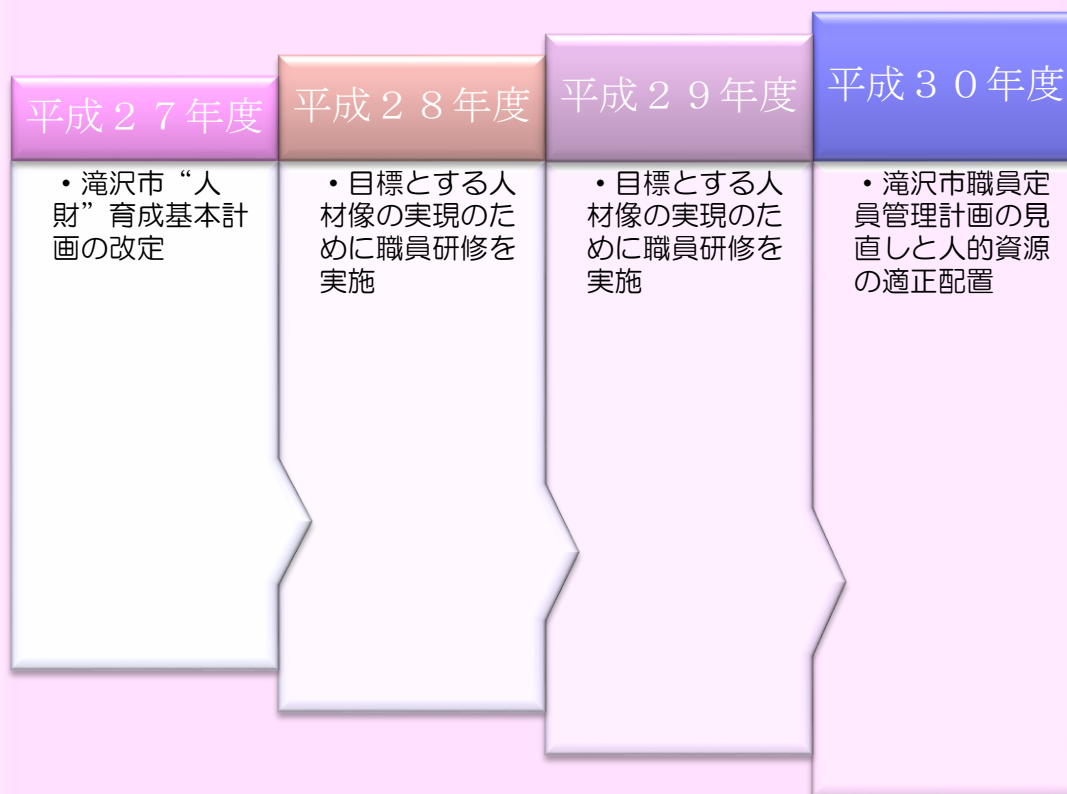 平成２７年度
・滝沢市“人
財”育成基本計
画の改定
平成２８年度
・目標とする人
材像の実現のた
めに職員研修を
実施
平成２９年度
・目標とする人
材像の実現のた
めに職員研修を
実施
平成３０年度
・滝沢市職員定
員管理計画の見
直しと人的資源
の適正配置